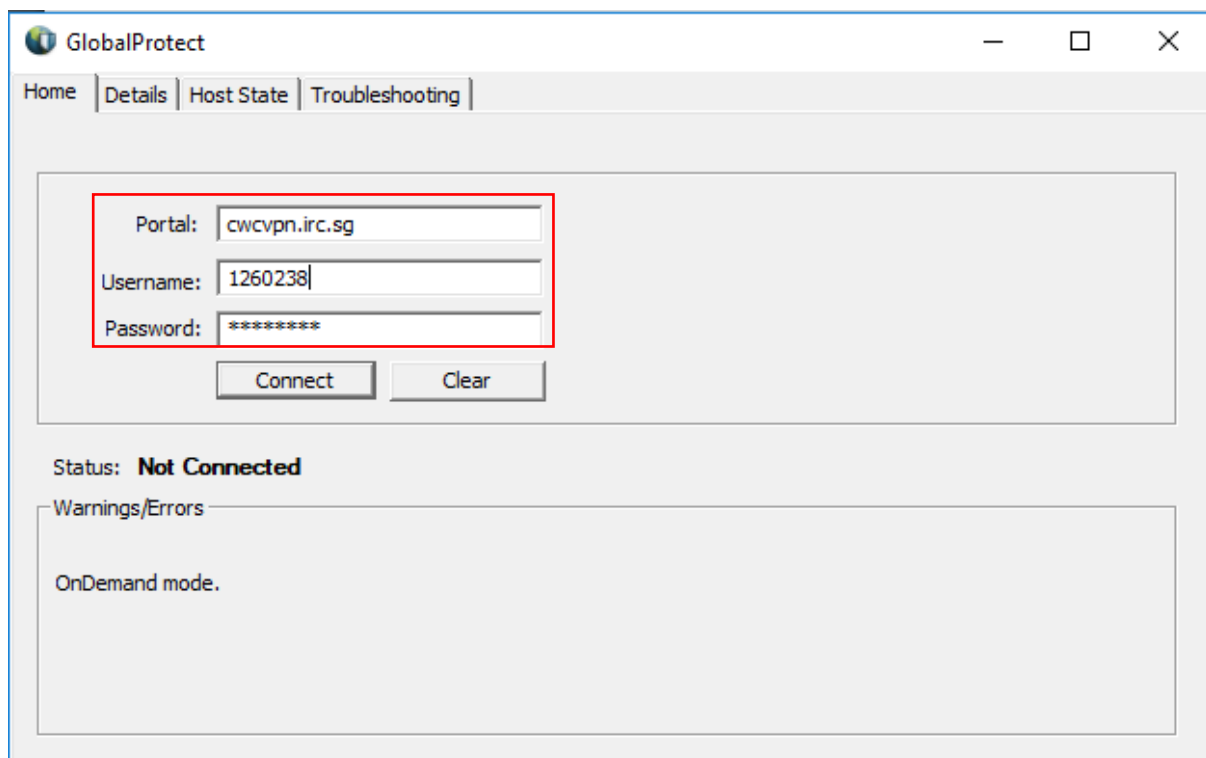 GlobalProtect
Home Details Host State Troubleshooting
Portal: cwcvpn.irc.sg
Username: 1260238
Password: ********
Connect Clear
Status: Not Connected
Warnings/Errors
OnDemand mode.